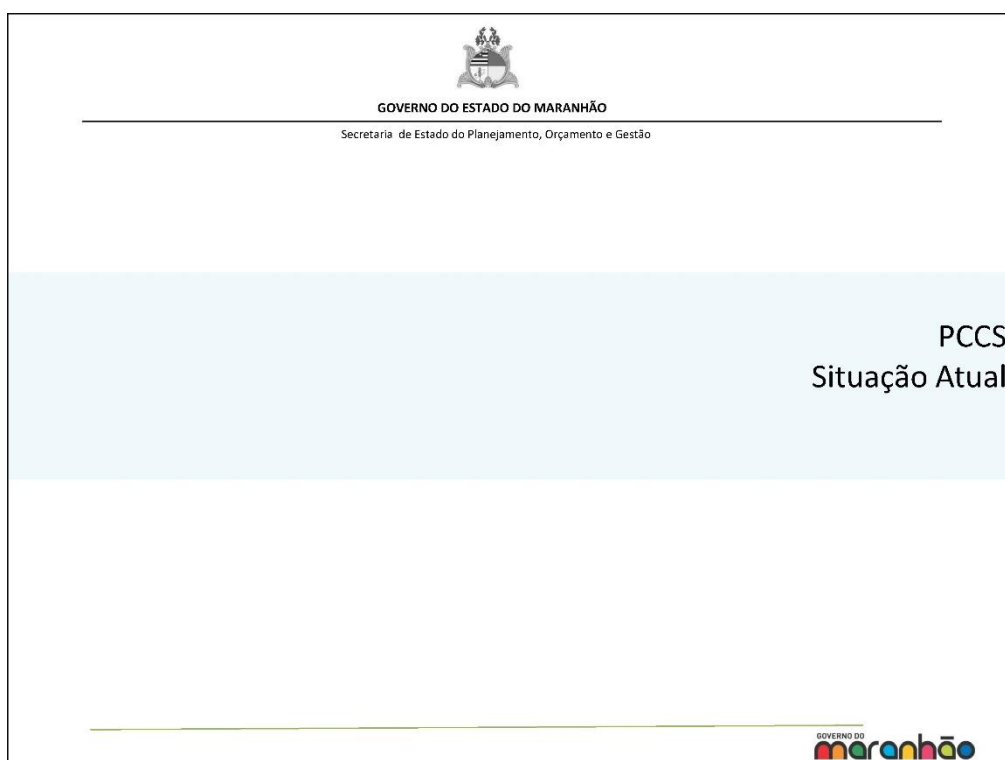 GOVERNO DO ESTADO DO MARANHÃO
Secretaria de Estado do Planejamento, Orçamento e Gestão
PCCS
Situação Atual
GOVERNO DO
maranhão